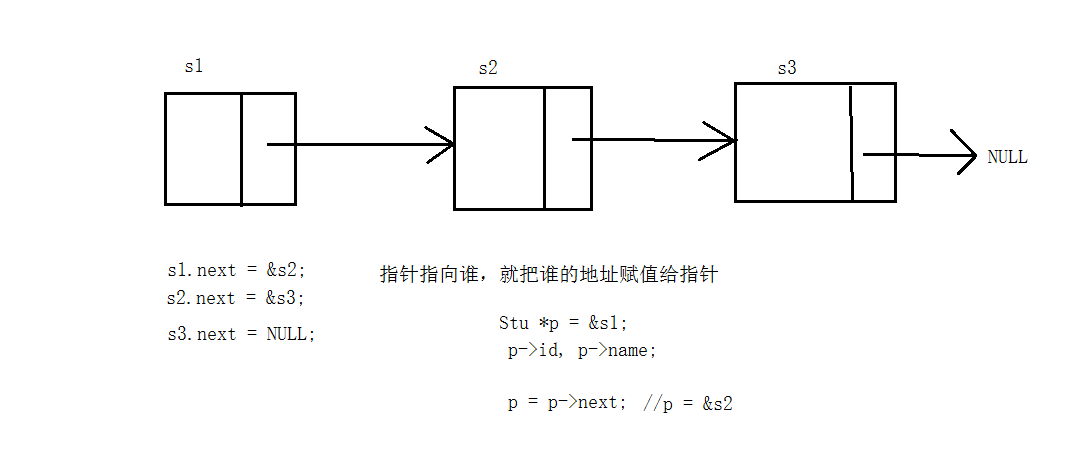 s1
s2
s3
NULL
s1.next = &s2;
s2.next = &s3;
s3.next = NULL;
指针指向谁，就把谁的地址赋值给指针
Stu *p = &s1;
p->id, p->name;
p = p->next; //p = &s2